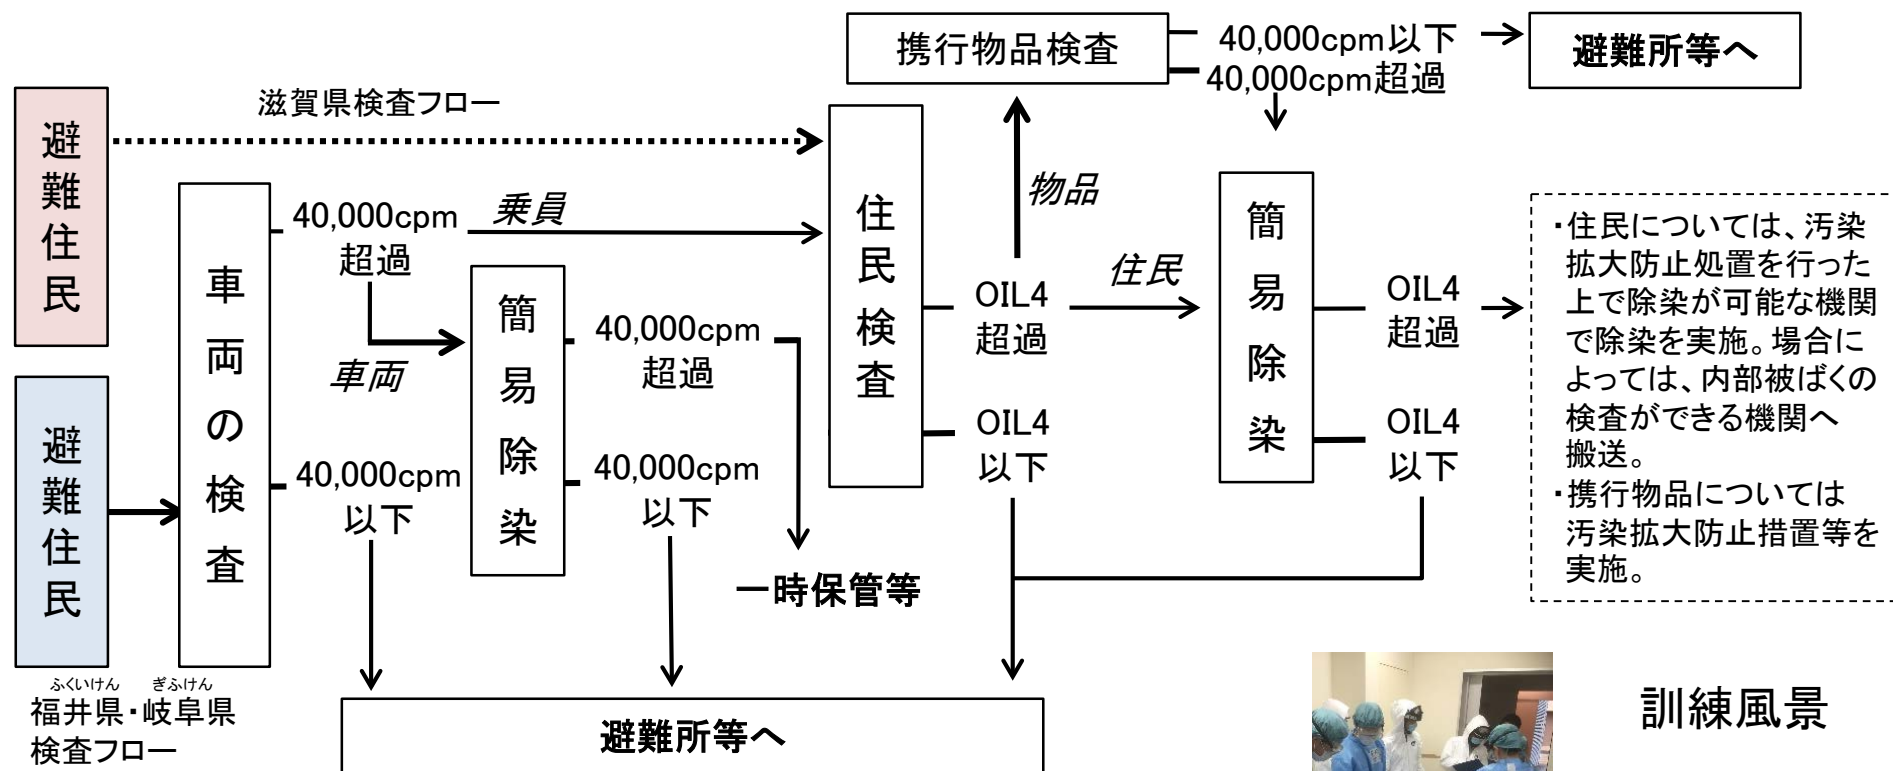 携行物品検査
40,000cpm以下
40,000cpm超過
避難所等へ
滋賀県検査フロー
避難住民
避難住民
ふくいけん ぎふけん
福井県・岐阜県
検査フロー
車両の検査
40,000cpm
超過
乗員
車両
40,000cpm
以下
簡易除染
40,000cpm
超過
40,000cpm
以下
一時保管等
避難所等へ
住民検査
物品
OIL4
超過
住民
OIL4
以下
簡易除染
OIL4
超過
OIL4
以下
・住民については、汚染
拡大防止処置を行った
上で除染が可能な機関
で除染を実施。場合に
よっては、内部被ばくの
検査ができる機関へ
搬送。
・携行物品については
汚染拡大防止措置等を
実施。
訓練風景